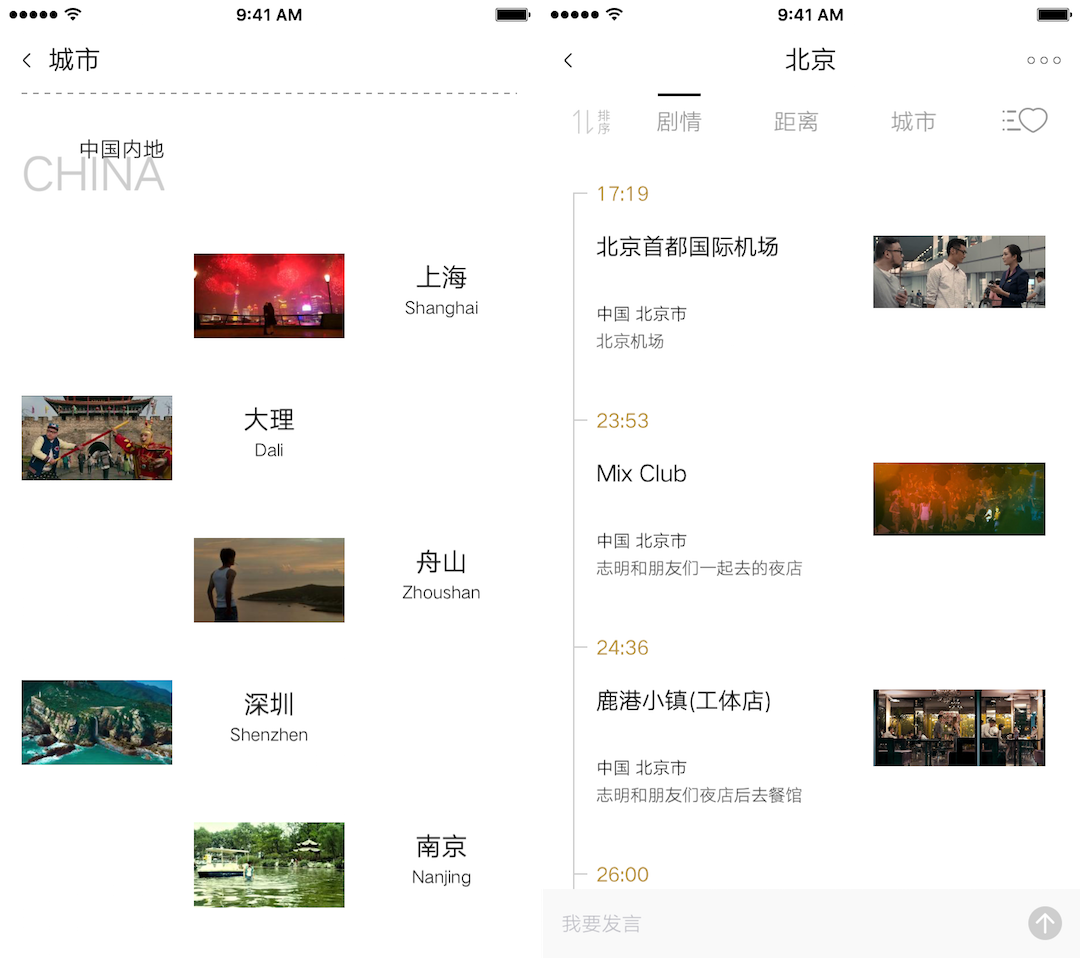 9:41 AM
城市
中国内地
CHINA
上海
Shanghai
大理
Dali
舟山
Zhoushan
深圳
Shenzhen
南京
Nanjing
9:41 AM
北京
排序
剧情
距离
城市
17:19
北京首都国际机场
中国 北京市
北京机场
23:53
Mix Club
中国 北京市
志明和朋友们一起去的夜店
24:36
鹿港小镇(工体店)
中国 北京市
志明和朋友们夜店后去餐馆
26:00
我要发言